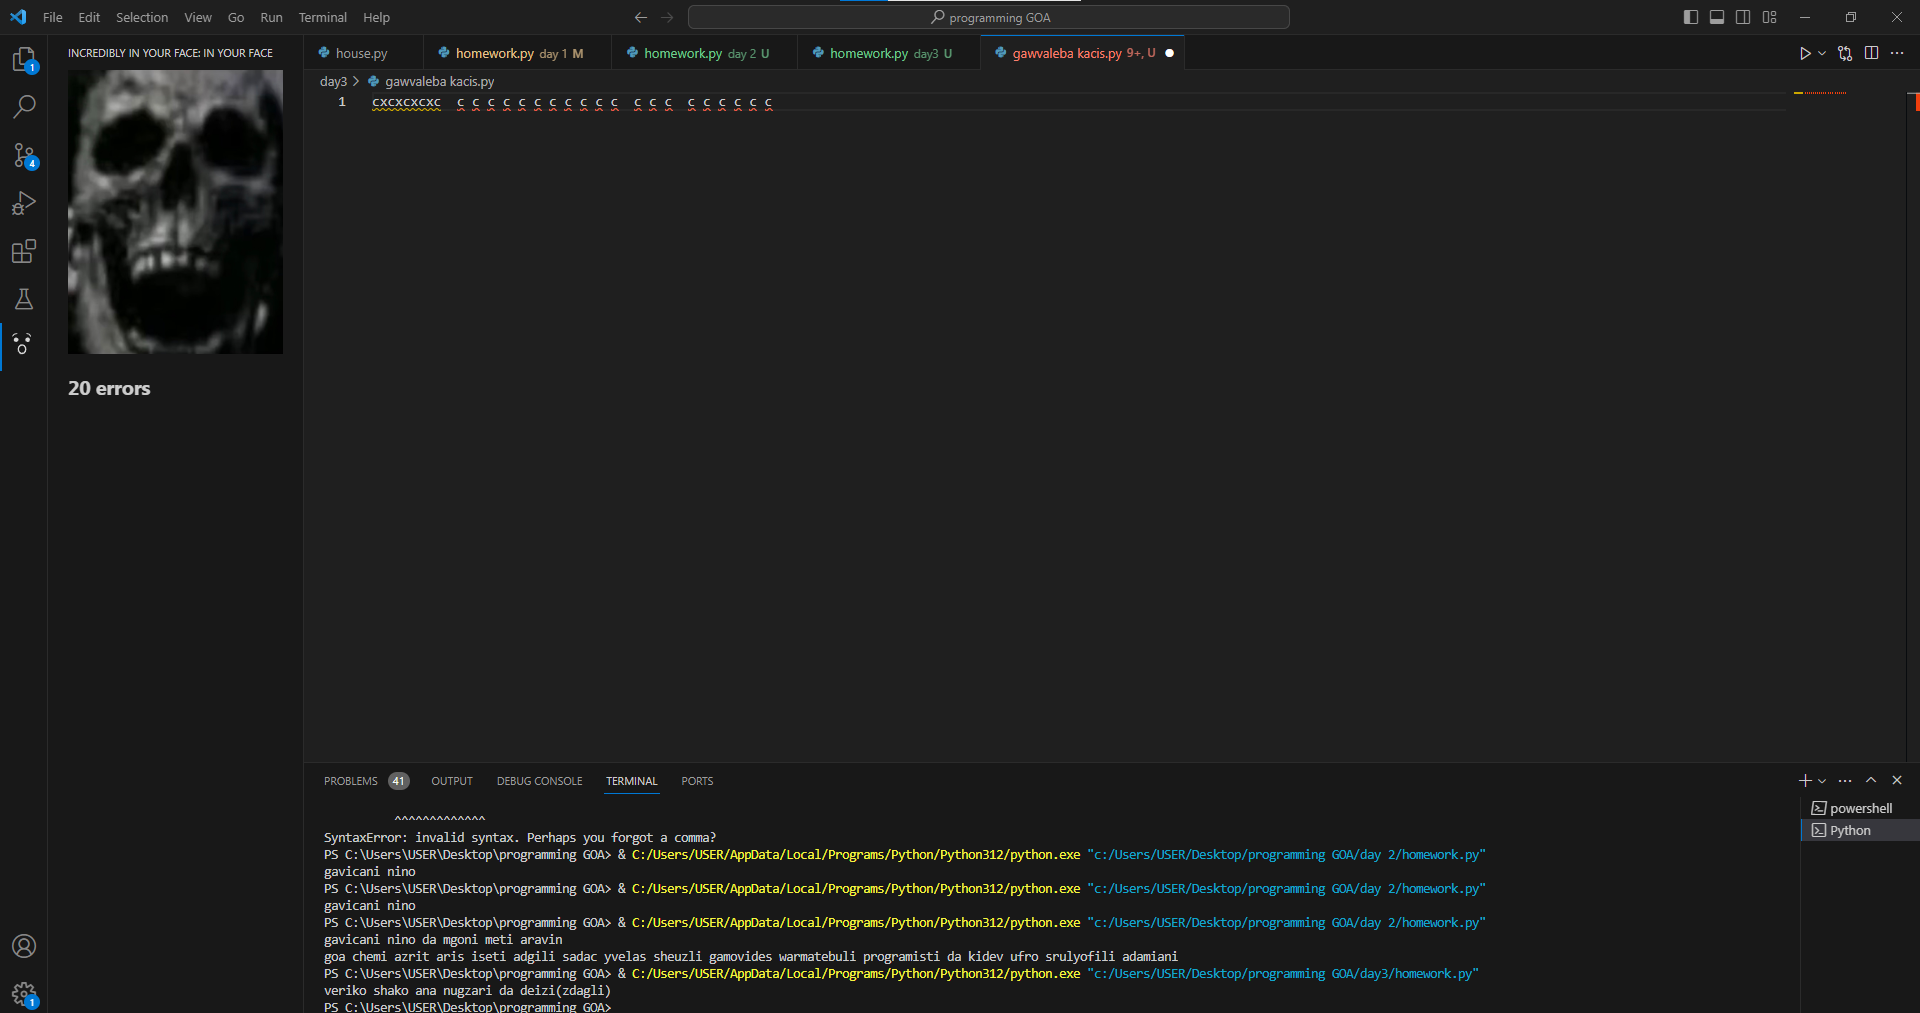 File Edit Selection View Go Run Terminal Help
programming GOA
INCREDIBLY IN YOUR FACE: IN YOUR FACE
house.py
homework.py day 1 M
homework.py day 2 U
homework.py day3 U
gawvaleba kacis.py 9+, U
day3 > gawvaleba kacis.py
1 cxcxcxcxc c c c c c c c c c c c c c c c c c c c c
1
4
20 errors
PROBLEMS 41 OUTPUT DEBUG CONSOLE TERMINAL PORTS
powershell
Python
^^^^^^^^^^^^^
SyntaxError: invalid syntax. Perhaps you forgot a comma?
PS C:\Users\USER\Desktop\programming GOA> & C:/Users/USER/AppData/Local/Programs/Python/Python312/python.exe "c:/Users/USER/Desktop/programming GOA/day 2/homework.py"
gavicani nino
PS C:\Users\USER\Desktop\programming GOA> & C:/Users/USER/AppData/Local/Programs/Python/Python312/python.exe "c:/Users/USER/Desktop/programming GOA/day 2/homework.py"
gavicani nino
PS C:\Users\USER\Desktop\programming GOA> & C:/Users/USER/AppData/Local/Programs/Python/Python312/python.exe "c:/Users/USER/Desktop/programming GOA/day 2/homework.py"
gavicani nino da mgoni meti aravin
goa chemi azrit aris iseti adgili sadac yvelas sheuzli gamovides warmatebuli programisti da kidev ufro srulyofili adamiani
PS C:\Users\USER\Desktop\programming GOA> & C:/Users/USER/AppData/Local/Programs/Python/Python312/python.exe "c:/Users/USER/Desktop/programming GOA/day3/homework.py"
veriko shako ana nugzari da deizi(zdagli)
PS C:\Users\USER\Desktop\programming GOA>
1